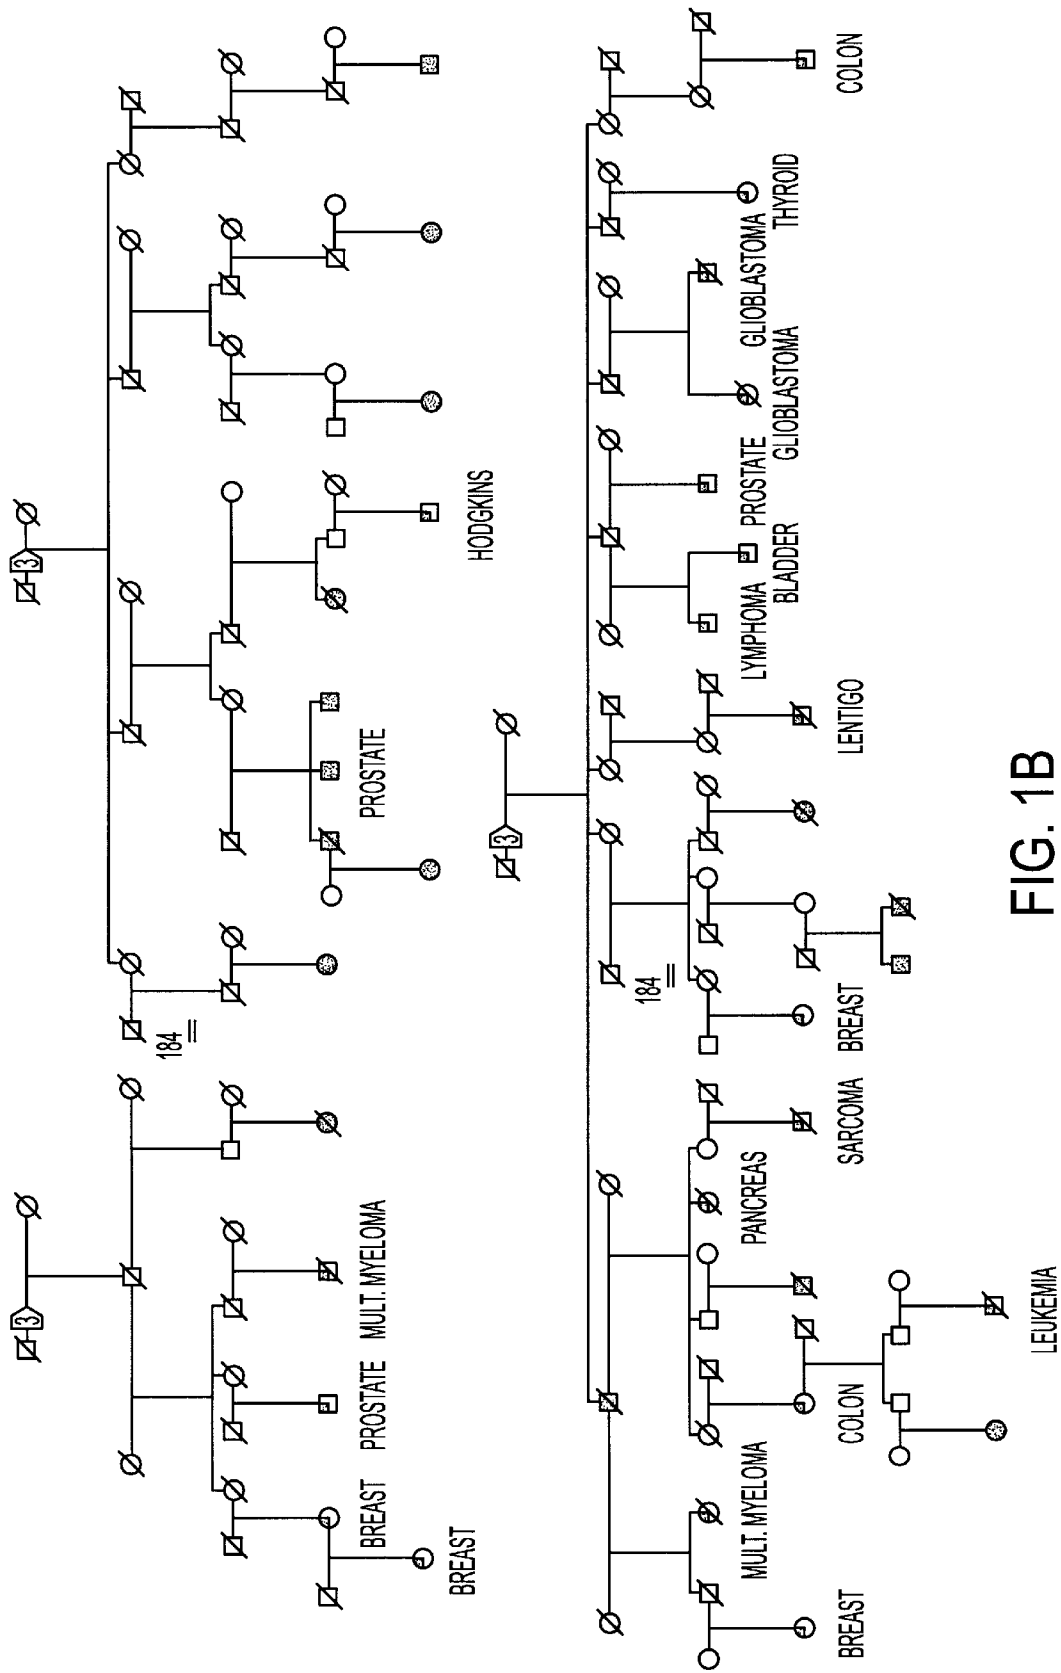 3
3
184
HODGKINS
PROSTATE
BREAST PROSTATE MULT. MYELOMA
BREAST
3
184
COLON
GLIOBLASTOMA THYROID
GLIOBLASTOMA
LYMPHOMA PROSTATE
BLADDER
LENTIGO
BREAST
SARCOMA
PANCREAS
COLON
LEUKEMIA
MULT. MYELOMA
BREAST
FIG. 1B